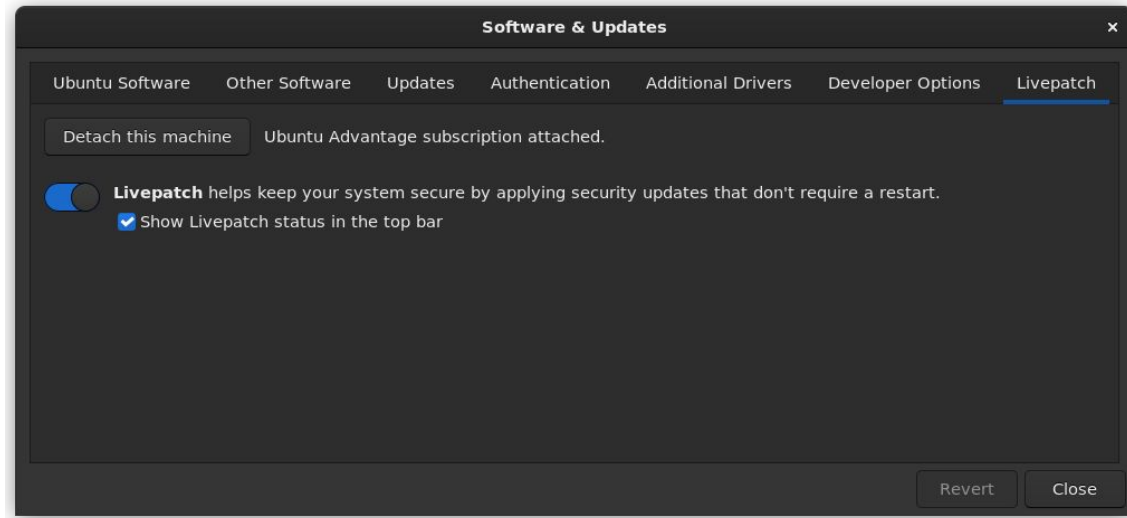 Software & Updates
Ubuntu Software Other Software Updates Authentication Additional Drivers Developer Options Livepatch
Detach this machine Ubuntu Advantage subscription attached.
Livepatch helps keep your system secure by applying security updates that don't require a restart.
Show Livepatch status in the top bar
Revert Close